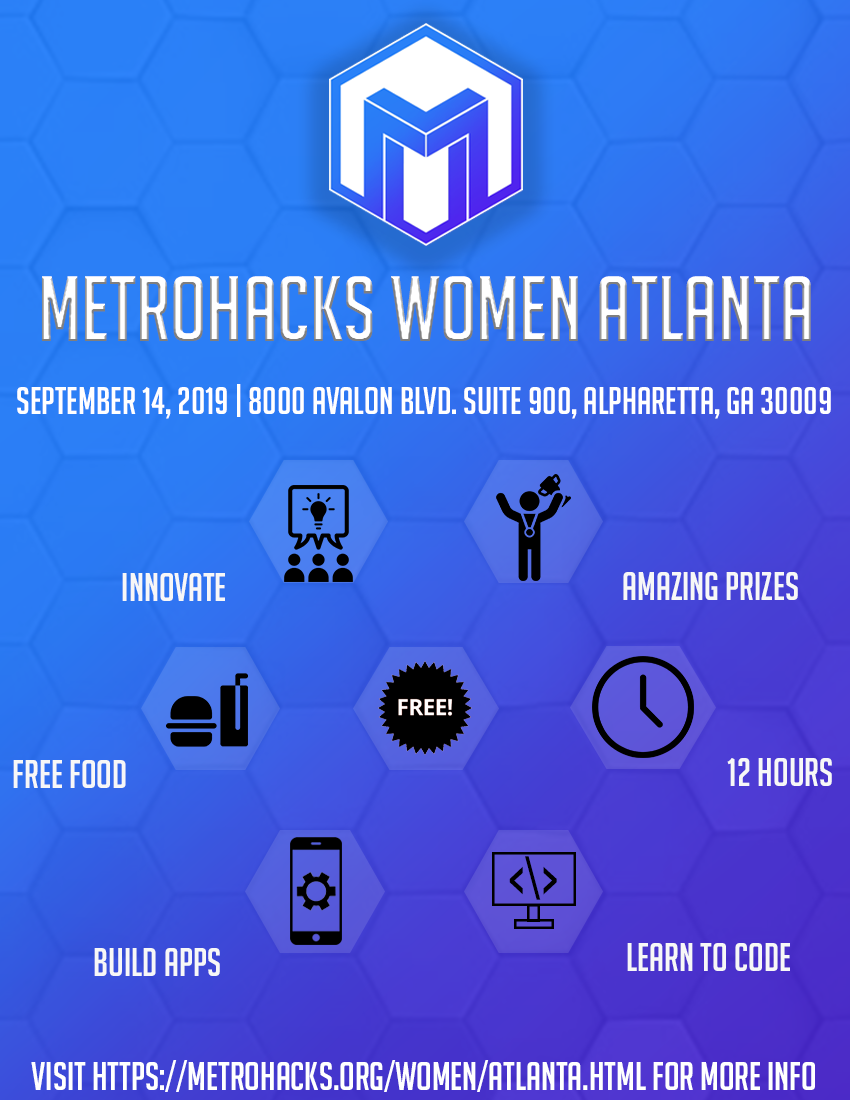 METROHACKS WOMEN ATLANTA
SEPTEMBER 14, 2019 | 8000 AVALON BLVD. SUITE 900, ALPHARETTA, GA 30009
INNOVATE
AMAZING PRIZES
FREE!
FREE FOOD
12 HOURS
</>
BUILD APPS
LEARN TO CODE
VISIT HTTPS://METROHACKS.ORG/WOMEN/ATLANTA.HTML FOR MORE INFO